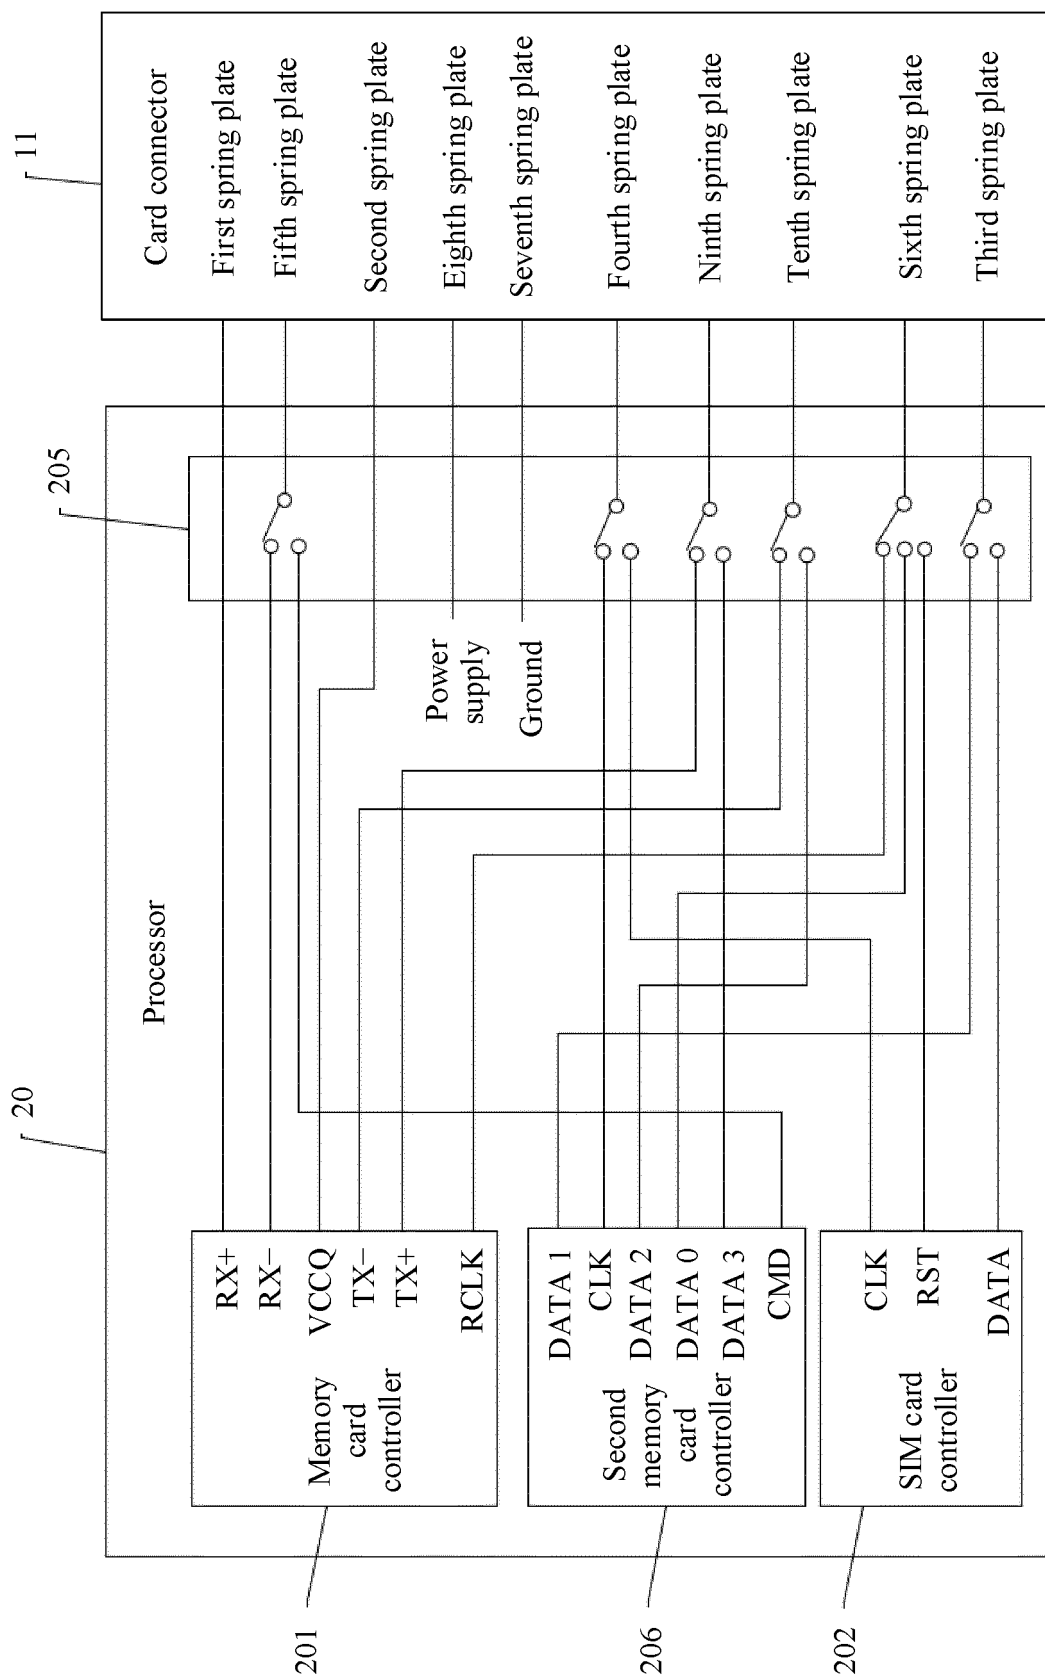 20
205
11
Processor
Card connector
First spring plate
Fifth spring plate
Second spring plate
Eighth spring plate
Seventh spring plate
Fourth spring plate
Ninth spring plate
Tenth spring plate
Sixth spring plate
Third spring plate
Power
supply
Ground
RX+
RX−
VCCQ
TX−
TX+
RCLK
Memory
card
controller
201
DATA 1
CLK
DATA 2
DATA 0
DATA 3
CMD
Second
memory
card
controller
206
CLK
RST
DATA
SIM card
controller
202